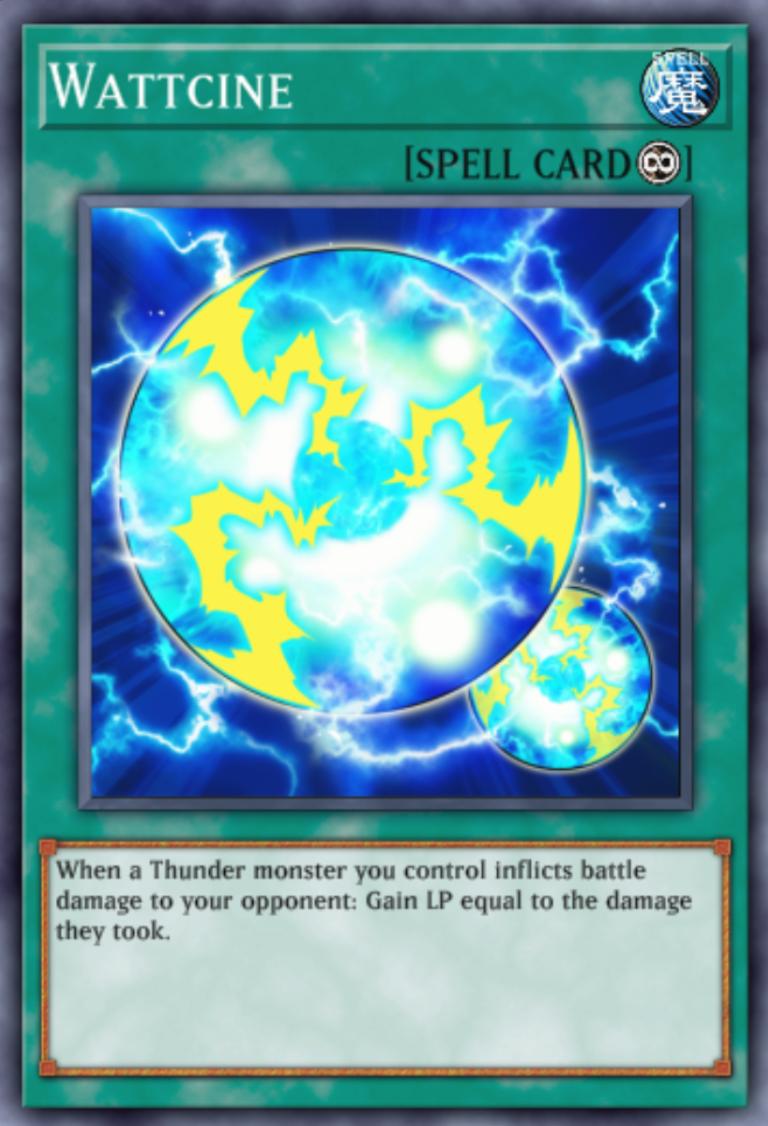 WATTCINE
SPELL
魔
[SPELL CARD]
When a Thunder monster you control inflicts battle
damage to your opponent: Gain LP equal to the damage
they took.